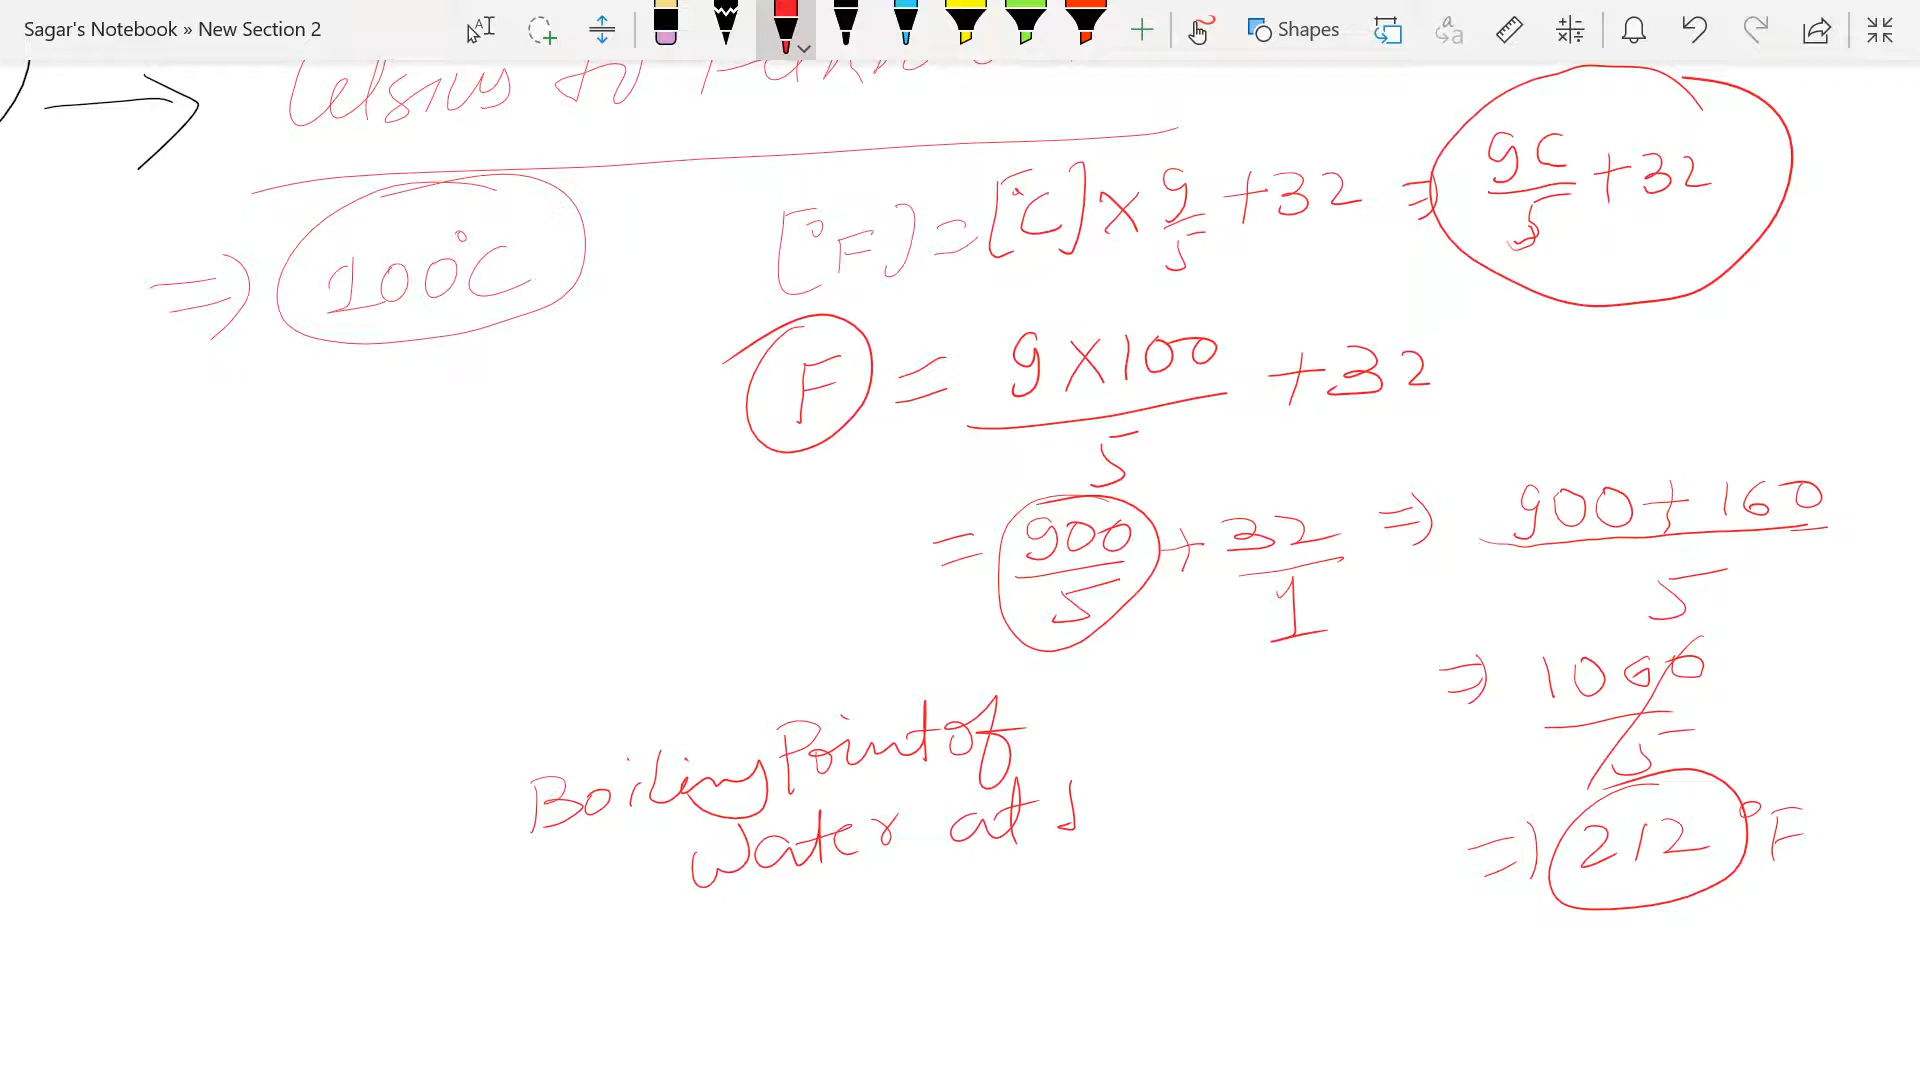 Sagar's Notebook » New Section 2
Shapes
Celsius to
[°F] = [°C] × 9/5 + 32 ⇒ 9C/5 + 32
⇒ 100°C
F = 9×100/5 + 32
= 900/5 + 32/1 ⇒ 900 + 160/5
⇒ 1060/5
Boiling Point of
Water at 1
⇒ 212 °F